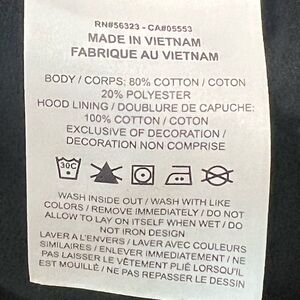 RN#56323 - CA#05553
MADE IN VIETNAM
FABRIQUE AU VIETNAM
BODY / CORPS: 80% COTTON / COTON
20% POLYESTER
HOOD LINING / DOUBLURE DE CAPUCHE:
100% COTTON / COTON
EXCLUSIVE OF DECORATION /
DECORATION NON COMPRISE
30C
WASH INSIDE OUT / WASH WITH LIKE
COLORS / REMOVE IMMEDIATELY / DO NOT
ALLOW TO LAY ON ITSELF WHEN WET / DO
NOT IRON DESIGN
LAVER A L'ENVERS / LAVER AVEC COULEURS
SIMILAIRES / ENLEVER IMMEDIATEMENT / NE
PAS LAISSER LE VÊTEMENT PLIÉ LORSQU'IL
EST MOUILLÉ / NE PAS REPASSER LE DESSIN